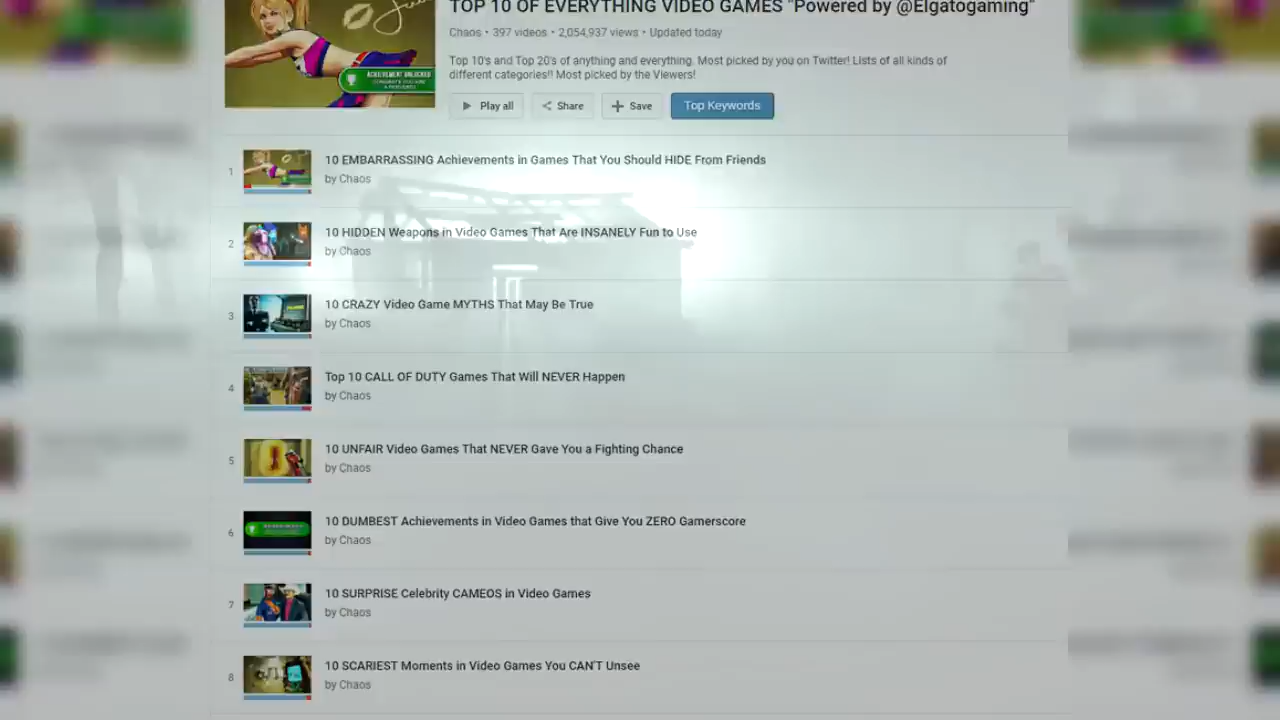 TOP 10 OF EVERYTHING VIDEO GAMES "Powered by @Elgatogaming"
Chaos • 397 videos • 2,054,937 views • Updated today
Top 10's and Top 20's of anything and everything. Most picked by you on Twitter! Lists of all kinds of
different categories!! Most picked by the Viewers!
ACHIEVEMENT UNLOCKED
Play all
Share
Save
Top Keywords
1
10 EMBARRASSING Achievements in Games That You Should HIDE From Friends
by Chaos
2
10 HIDDEN Weapons in Video Games That Are INSANELY Fun to Use
by Chaos
3
10 CRAZY Video Game MYTHS That May Be True
by Chaos
4
Top 10 CALL OF DUTY Games That Will NEVER Happen
by Chaos
5
10 UNFAIR Video Games That NEVER Gave You a Fighting Chance
by Chaos
6
10 DUMBEST Achievements in Video Games that Give You ZERO Gamerscore
by Chaos
7
10 SURPRISE Celebrity CAMEOS in Video Games
by Chaos
8
10 SCARIEST Moments in Video Games You CAN'T Unsee
by Chaos